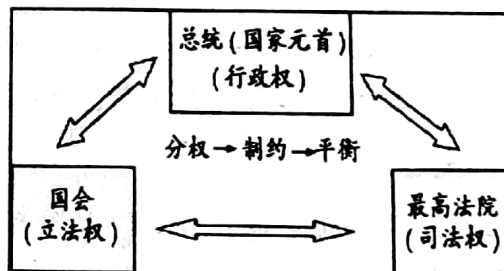 总统(国家元首)
(行政权)
分权→制约→平衡
国会
(立法权)
最高法院
(司法权)